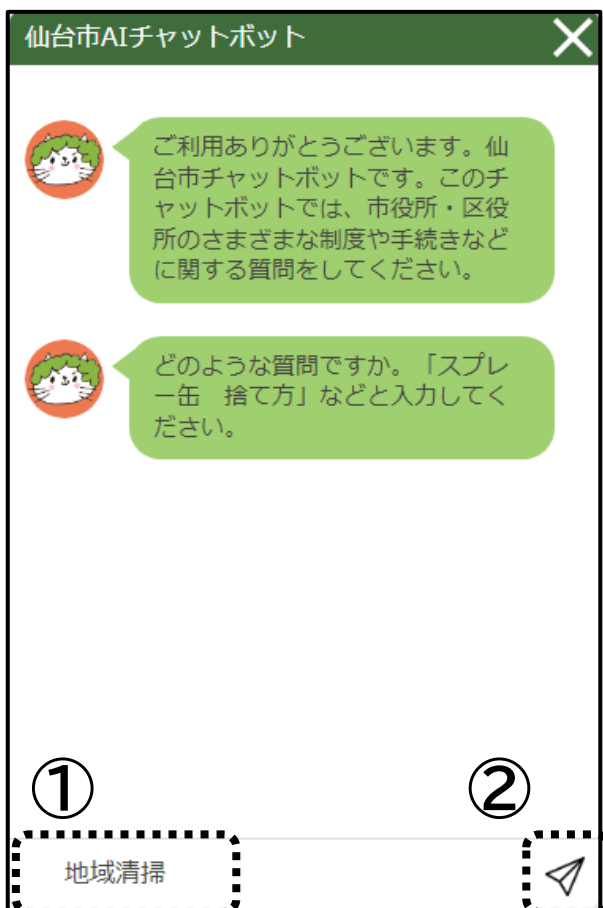 仙台市AIチャットボット
ご利用ありがとうございます。仙
台市チャットボットです。このチ
ャットボットでは、市役所・区役
所のさまざまな制度や手続きなど
に関する質問をしてください。
どのような質問ですか。「スプレ
ー缶　捨て方」などと入力してく
ださい。
① ②
地域清掃